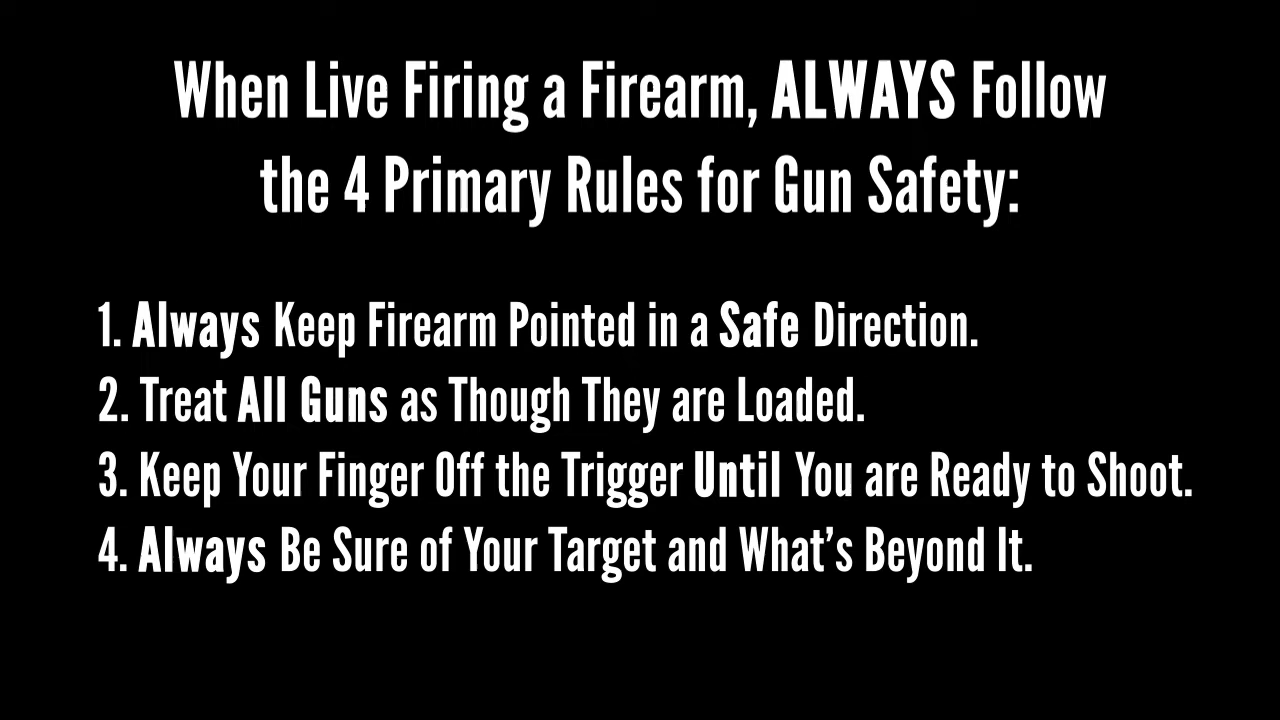 When Live Firing a Firearm, ALWAYS Follow
the 4 Primary Rules for Gun Safety:
1. Always Keep Firearm Pointed in a Safe Direction.
2. Treat All Guns as Though They are Loaded.
3. Keep Your Finger Off the Trigger Until You are Ready to Shoot.
4. Always Be Sure of Your Target and What’s Beyond It.